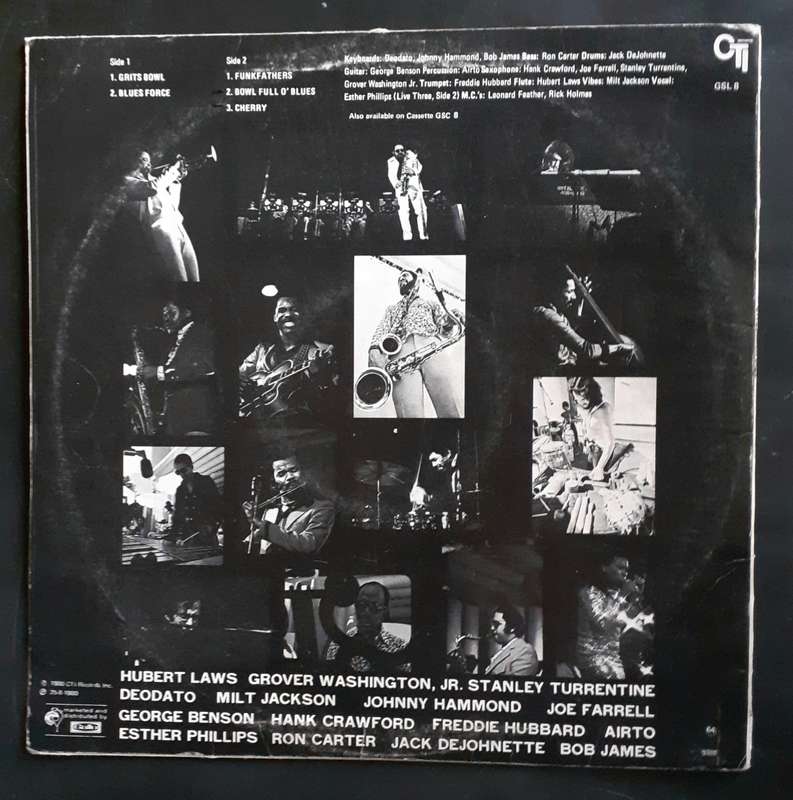 Side 1
1. GRITS BOWL
2. BLUES FORCE
Side 2
1. FUNKFATHERS
2. BOWL FULL O' BLUES
3. CHERRY
Keyboards: Deodato, Johnny Hammond, Bob James Bass: Ron Carter Drums: Jack DeJohnette
Guitar: George Benson Percussion: Airto Saxophone: Hank Crawford, Joe Farrell, Stanley Turrentine,
Grover Washington Jr. Trumpet: Freddie Hubbard Flute: Hubert Laws Vibes: Milt Jackson Vocal:
Esther Phillips (Live Three, Side 2) M.C.'s: Leonard Feather, Rick Holmes
Also available on Cassette GSC 8
CTI
GSL 8
HUBERT LAWS GROVER WASHINGTON, JR. STANLEY TURRENTINE
DEODATO MILT JACKSON JOHNNY HAMMOND JOE FARRELL
GEORGE BENSON HANK CRAWFORD FREDDIE HUBBARD AIRTO
ESTHER PHILLIPS RON CARTER JACK DEJOHNETTE BOB JAMES
℗ 1980 CTI Records Inc.
marketed and
distributed by